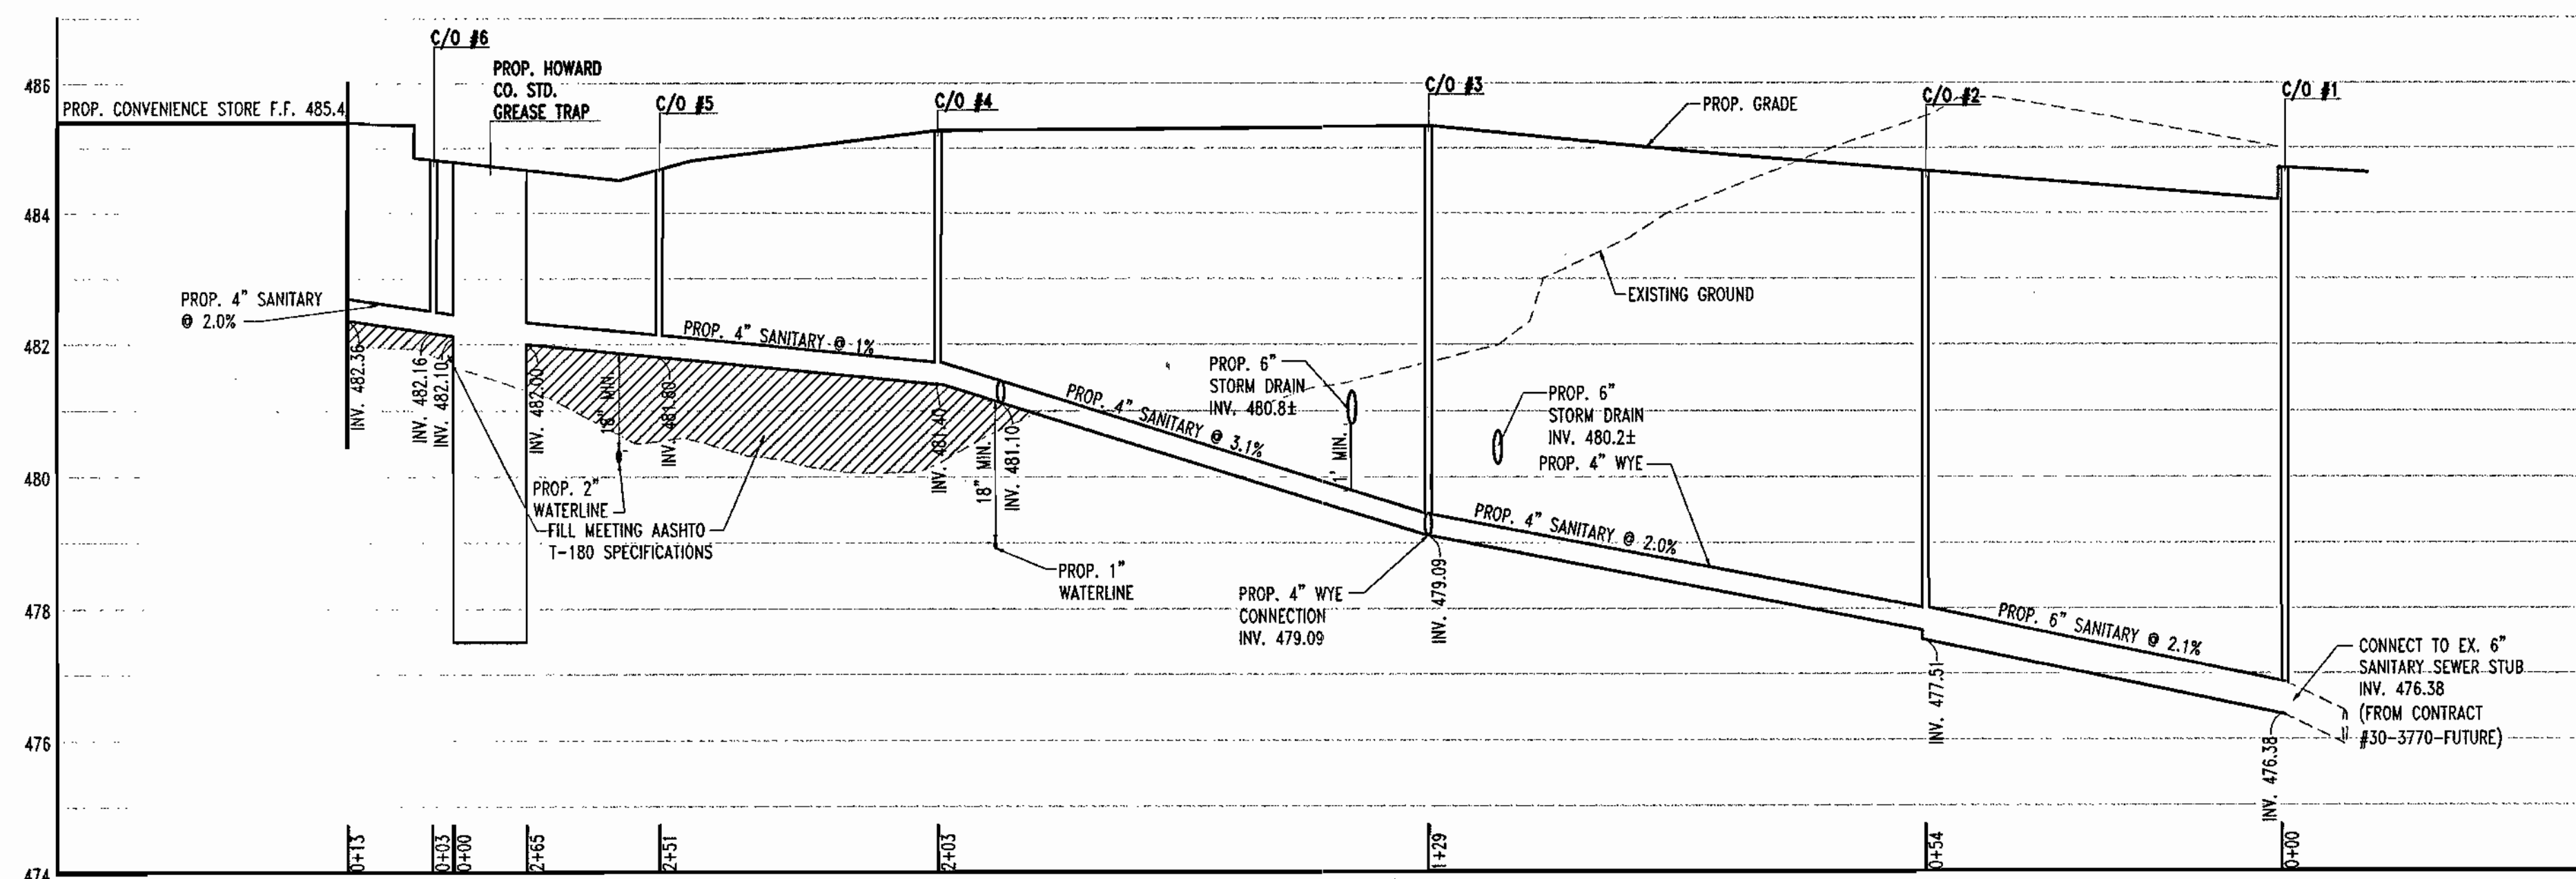 C/O #6
PROP. HOWARD
CO. STD.
GREASE TRAP
C/O #5
C/O #4
C/O #3
PROP. GRADE
C/O #2
C/O #1
486
PROP. CONVENIENCE STORE F.F. 485.4
484
PROP. 4" SANITARY
@ 2.0%
EXISTING GROUND
482
PROP. 4" SANITARY @ 1%
INV. 482.36
INV. 482.16
INV. 482.10
INV. 482.00
18" MIN.
INV. 481.80
INV. 481.40
18" MIN.
INV. 481.10
PROP. 4" SANITARY @ 3.1%
PROP. 6"
STORM DRAIN
INV. 480.8±
1' MIN.
PROP. 6"
STORM DRAIN
INV. 480.2±
PROP. 4" WYE
480
PROP. 2"
WATERLINE
FILL MEETING AASHTO
T-180 SPECIFICATIONS
PROP. 1"
WATERLINE
PROP. 4" WYE
CONNECTION
INV. 479.09
INV. 479.09
PROP. 4" SANITARY @ 2.0%
478
PROP. 6" SANITARY @ 2.1%
INV. 477.51
CONNECT TO EX. 6"
SANITARY SEWER STUB
INV. 476.38
(FROM CONTRACT
#30-3770-FUTURE)
476
INV. 476.38
0+13
0+03
0+00
2+65
2+51
2+03
1+29
0+54
0+00
474